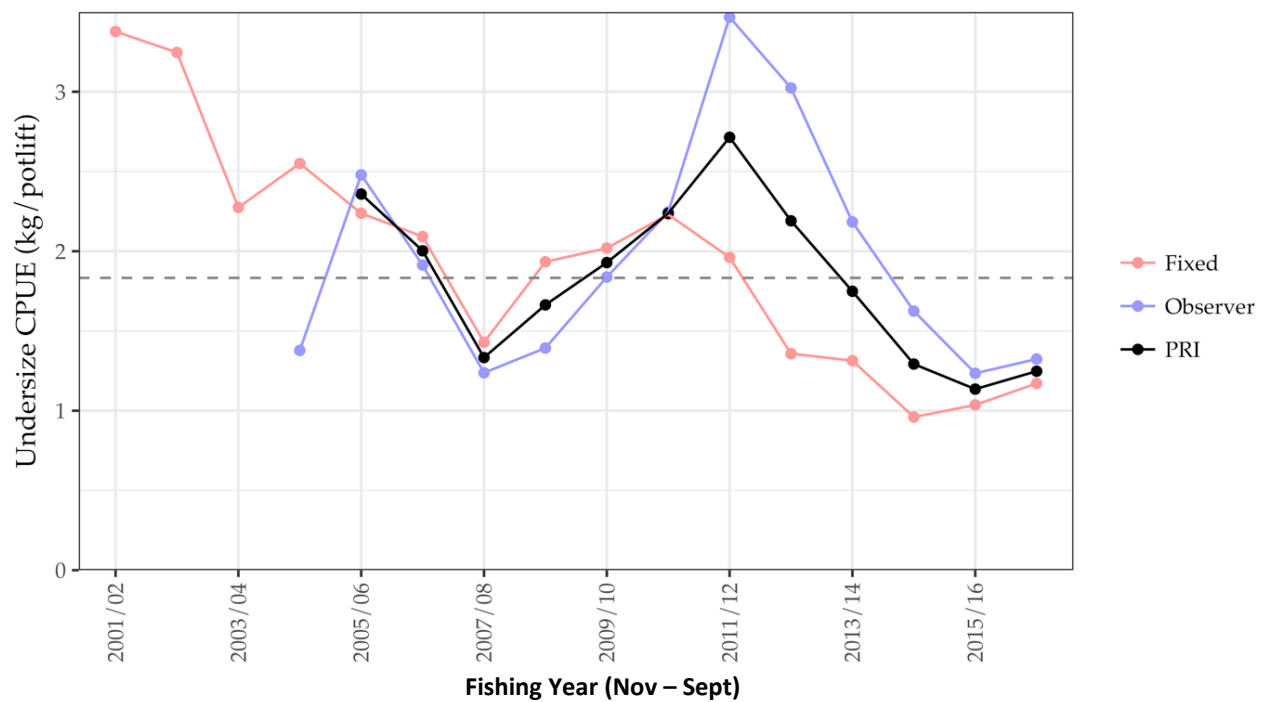 Undersize CPUE (kg/potlift)
3
2
1
0
2001/02
2003/04
2005/06
2007/08
2009/10
2011/12
2013/14
2015/16
Fishing Year (Nov – Sept)
Fixed
Observer
PRI